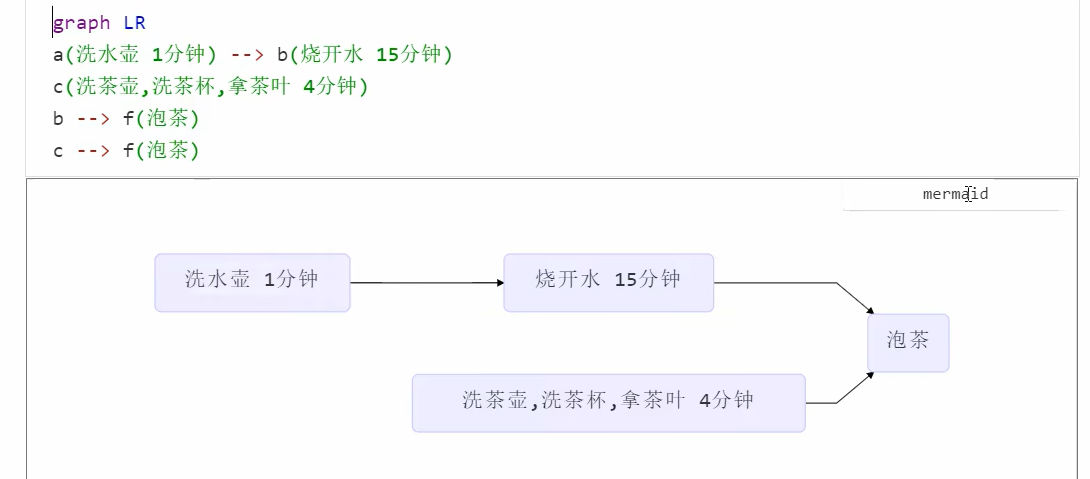 graph LR
a(洗水壶 1分钟) --> b(烧开水 15分钟)
c(洗茶壶,洗茶杯,拿茶叶 4分钟)
b --> f(泡茶)
c --> f(泡茶)
mermaid
洗水壶 1分钟
烧开水 15分钟
泡茶
洗茶壶,洗茶杯,拿茶叶 4分钟